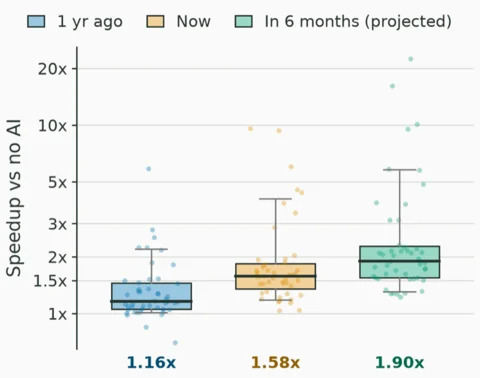 1 yr ago Now In 6 months (projected)
Speedup vs no AI
20x
10x
5x
3x
2x
1.5x
1x
1.16x 1.58x 1.90x